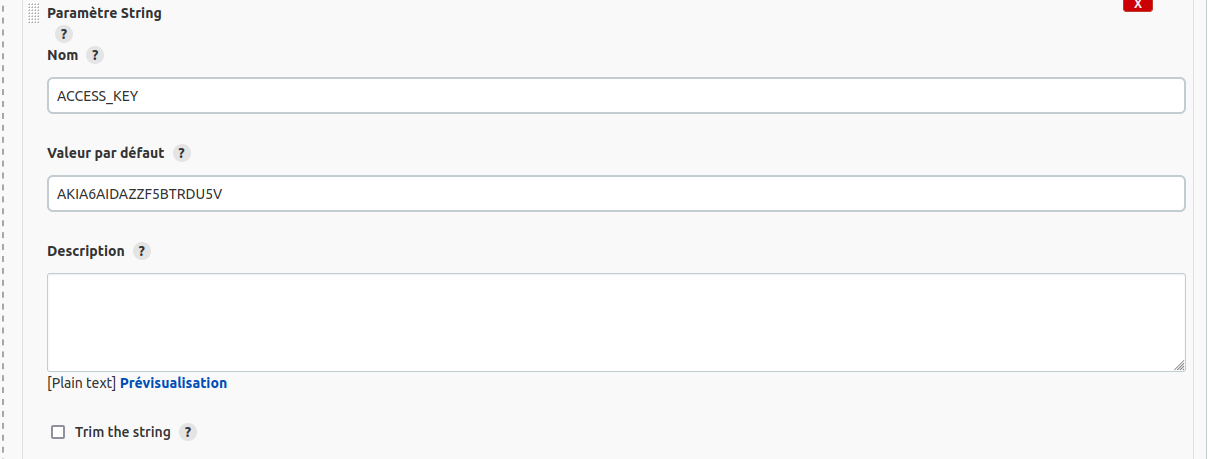 Paramètre String
X
?
Nom ?
ACCESS_KEY
Valeur par défaut ?
AKIA6AIDAZZF5BTRDU5V
Description ?
[Plain text] Prévisualisation
Trim the string ?